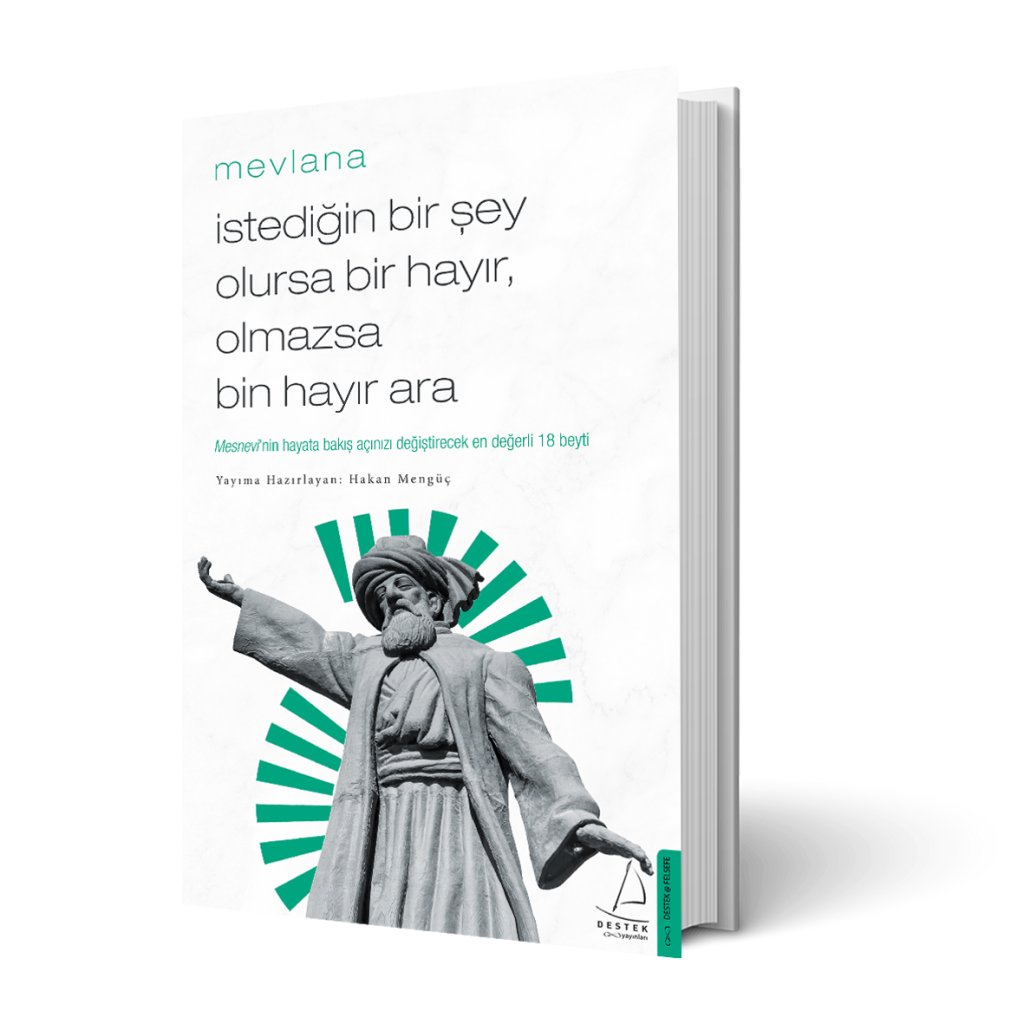 mevlana
istediğin bir şey
olursa bir hayır,
olmazsa
bin hayır ara
Mesnevi'nin hayata bakış açınızı değiştirecek en değerli 18 beyti
Yayıma Hazırlayan: Hakan Mengüç
DESTEK
yayınları
DESTEK @ FELSEFE